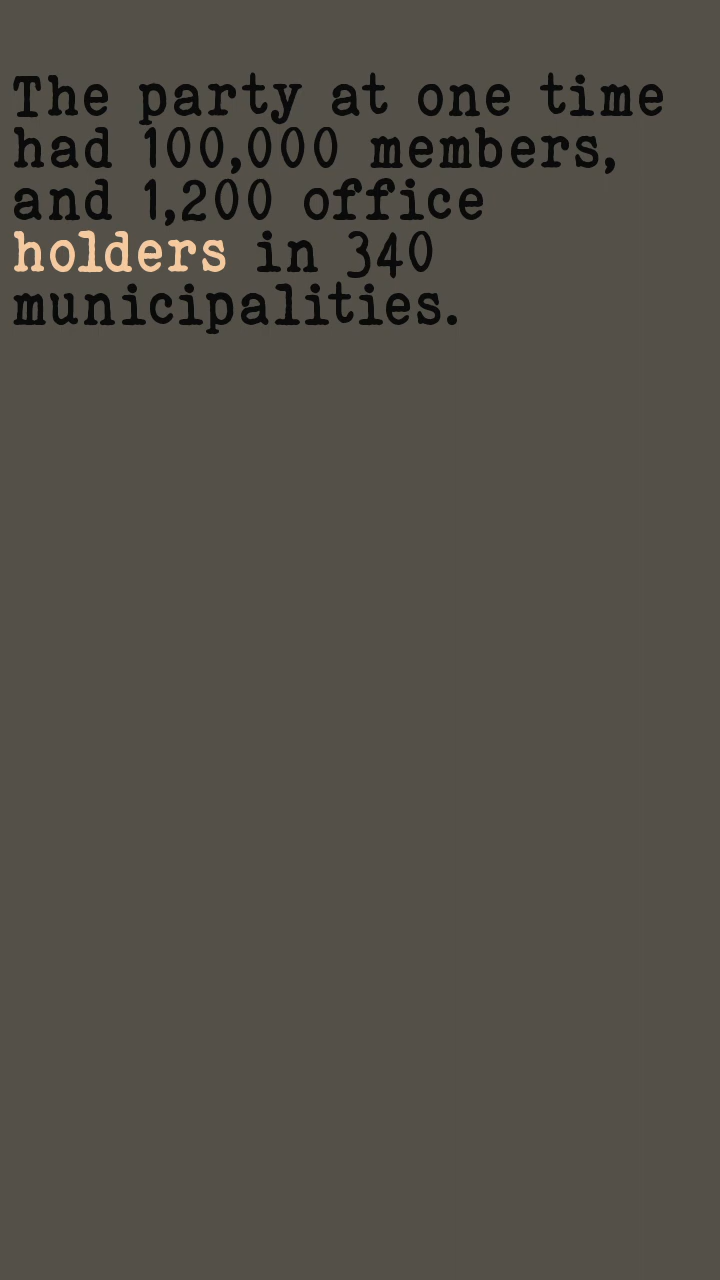 The party at one time
had 100,000 members,
and 1,200 office
holders in 340
municipalities.